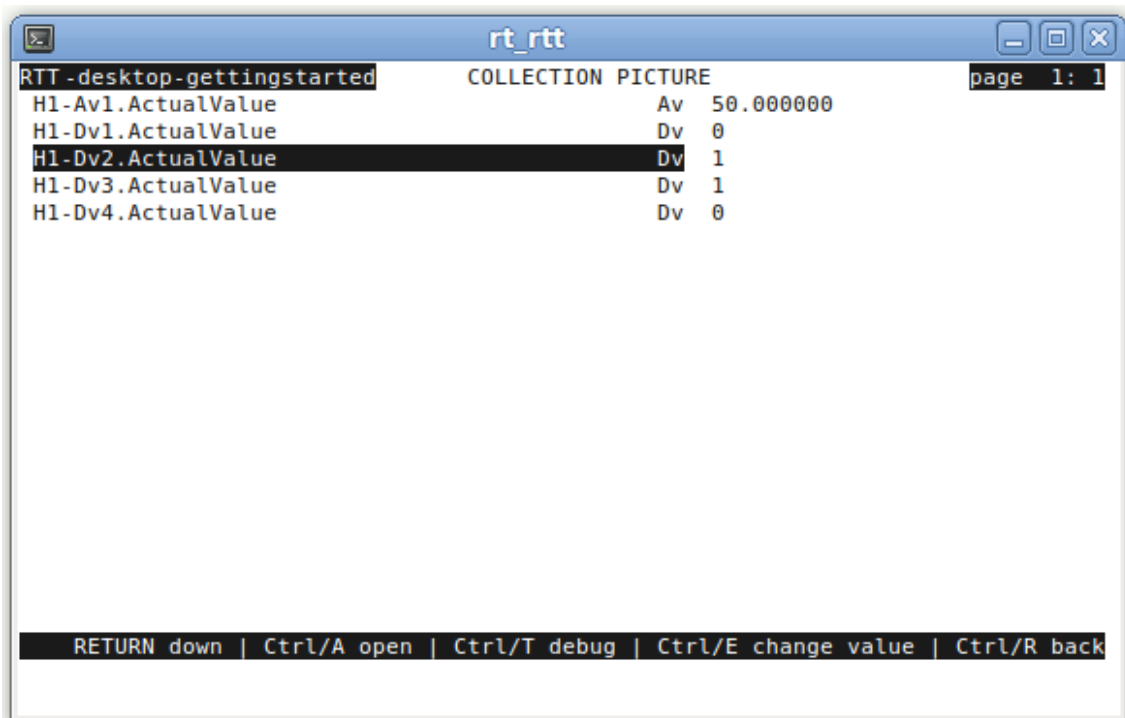 rt_rtt
RTT-desktop-gettingstarted COLLECTION PICTURE page 1: 1
H1-Av1.ActualValue Av 50.000000
H1-Dv1.ActualValue Dv 0
H1-Dv2.ActualValue Dv 1
H1-Dv3.ActualValue Dv 1
H1-Dv4.ActualValue Dv 0
RETURN down | Ctrl/A open | Ctrl/T debug | Ctrl/E change value | Ctrl/R back